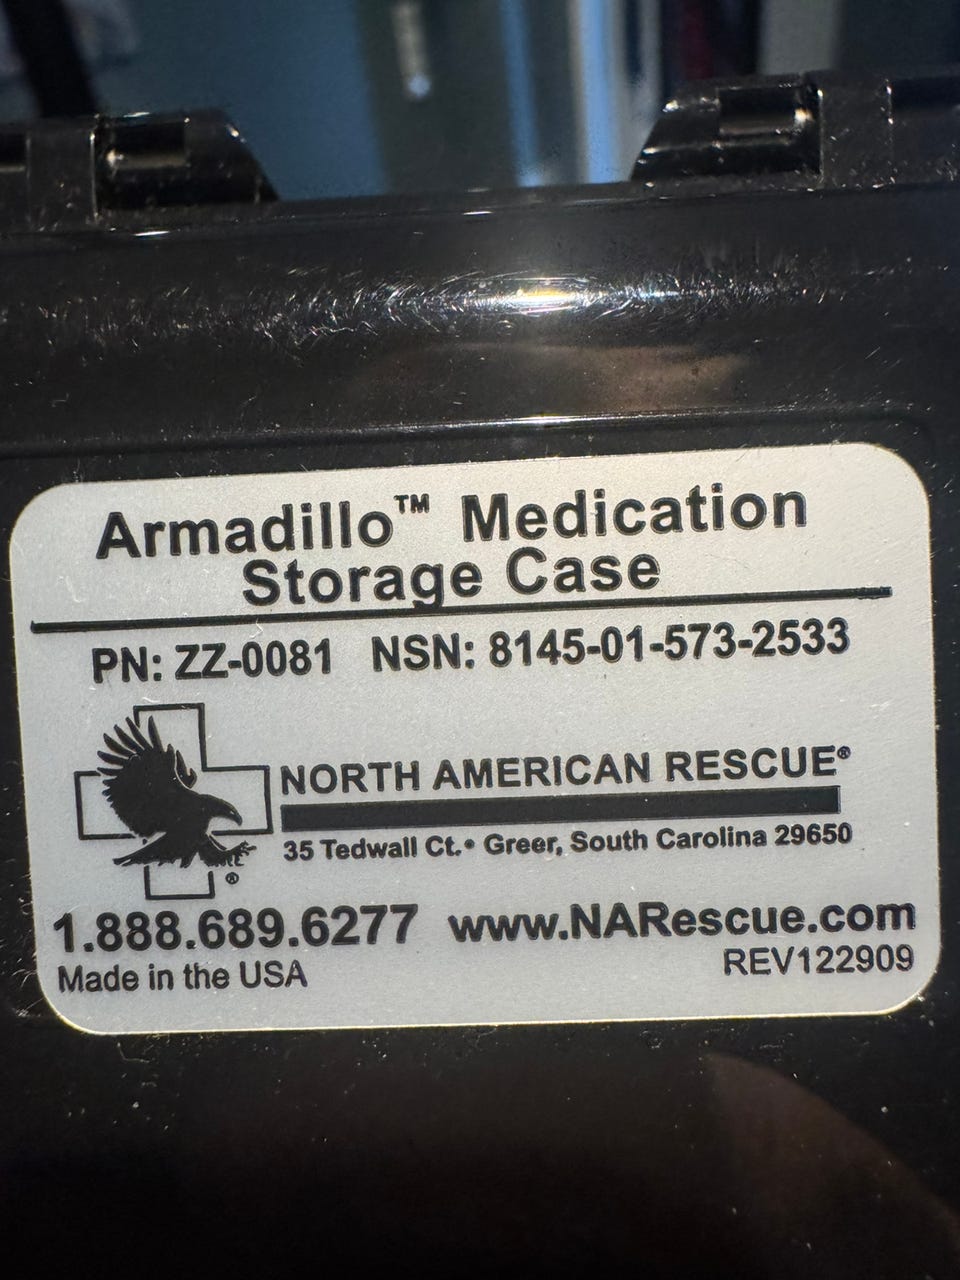 Armadillo™ Medication
Storage Case
PN: ZZ-0081 NSN: 8145-01-573-2533
NORTH AMERICAN RESCUE®
35 Tedwall Ct.• Greer, South Carolina 29650
®
1.888.689.6277 www.NARescue.com
Made in the USA REV122909